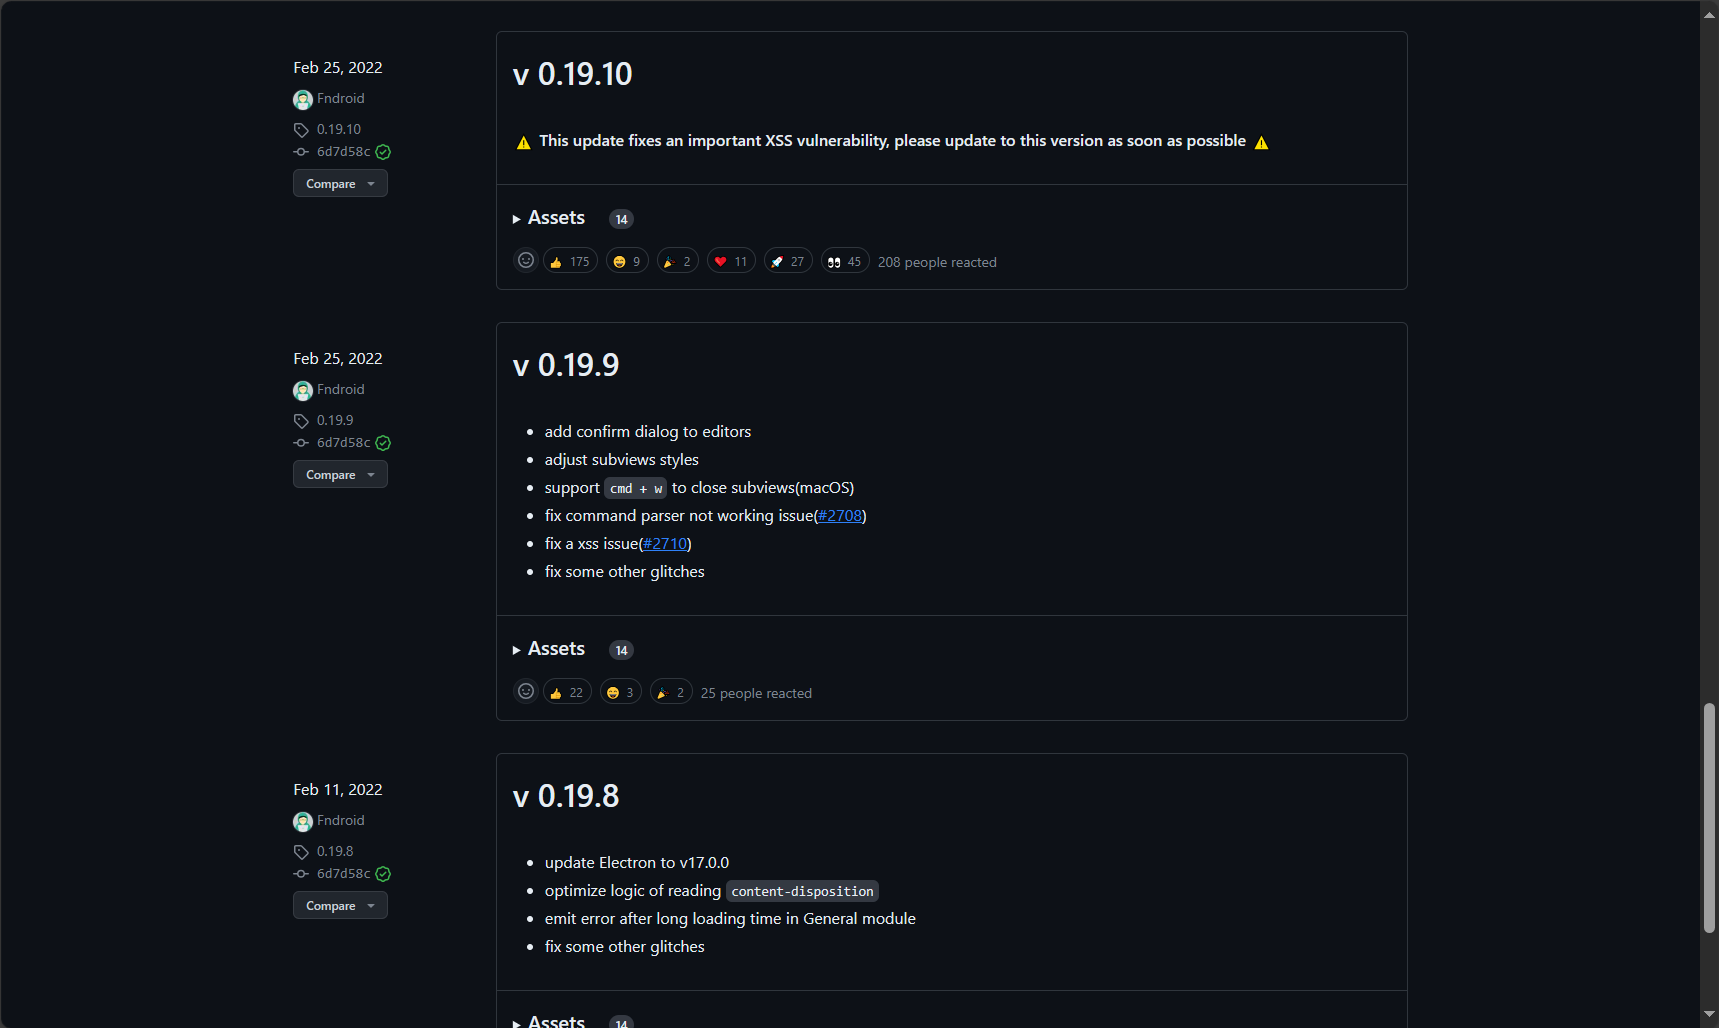 Feb 25, 2022
Fndroid
0.19.10
6d7d58c
Compare
v 0.19.10
⚠ This update fixes an important XSS vulnerability, please update to this version as soon as possible ⚠
Assets 14
👍 175 😄 9 🎉 2 ❤️ 11 🚀 27 👀 45 208 people reacted
Feb 25, 2022
Fndroid
0.19.9
6d7d58c
Compare
v 0.19.9
• add confirm dialog to editors
• adjust subviews styles
• support cmd + w to close subviews(macOS)
• fix command parser not working issue(#2708)
• fix a xss issue(#2710)
• fix some other glitches
Assets 14
👍 22 😄 3 🎉 2 25 people reacted
Feb 11, 2022
Fndroid
0.19.8
6d7d58c
Compare
v 0.19.8
• update Electron to v17.0.0
• optimize logic of reading content-disposition
• emit error after long loading time in General module
• fix some other glitches
Assets 14